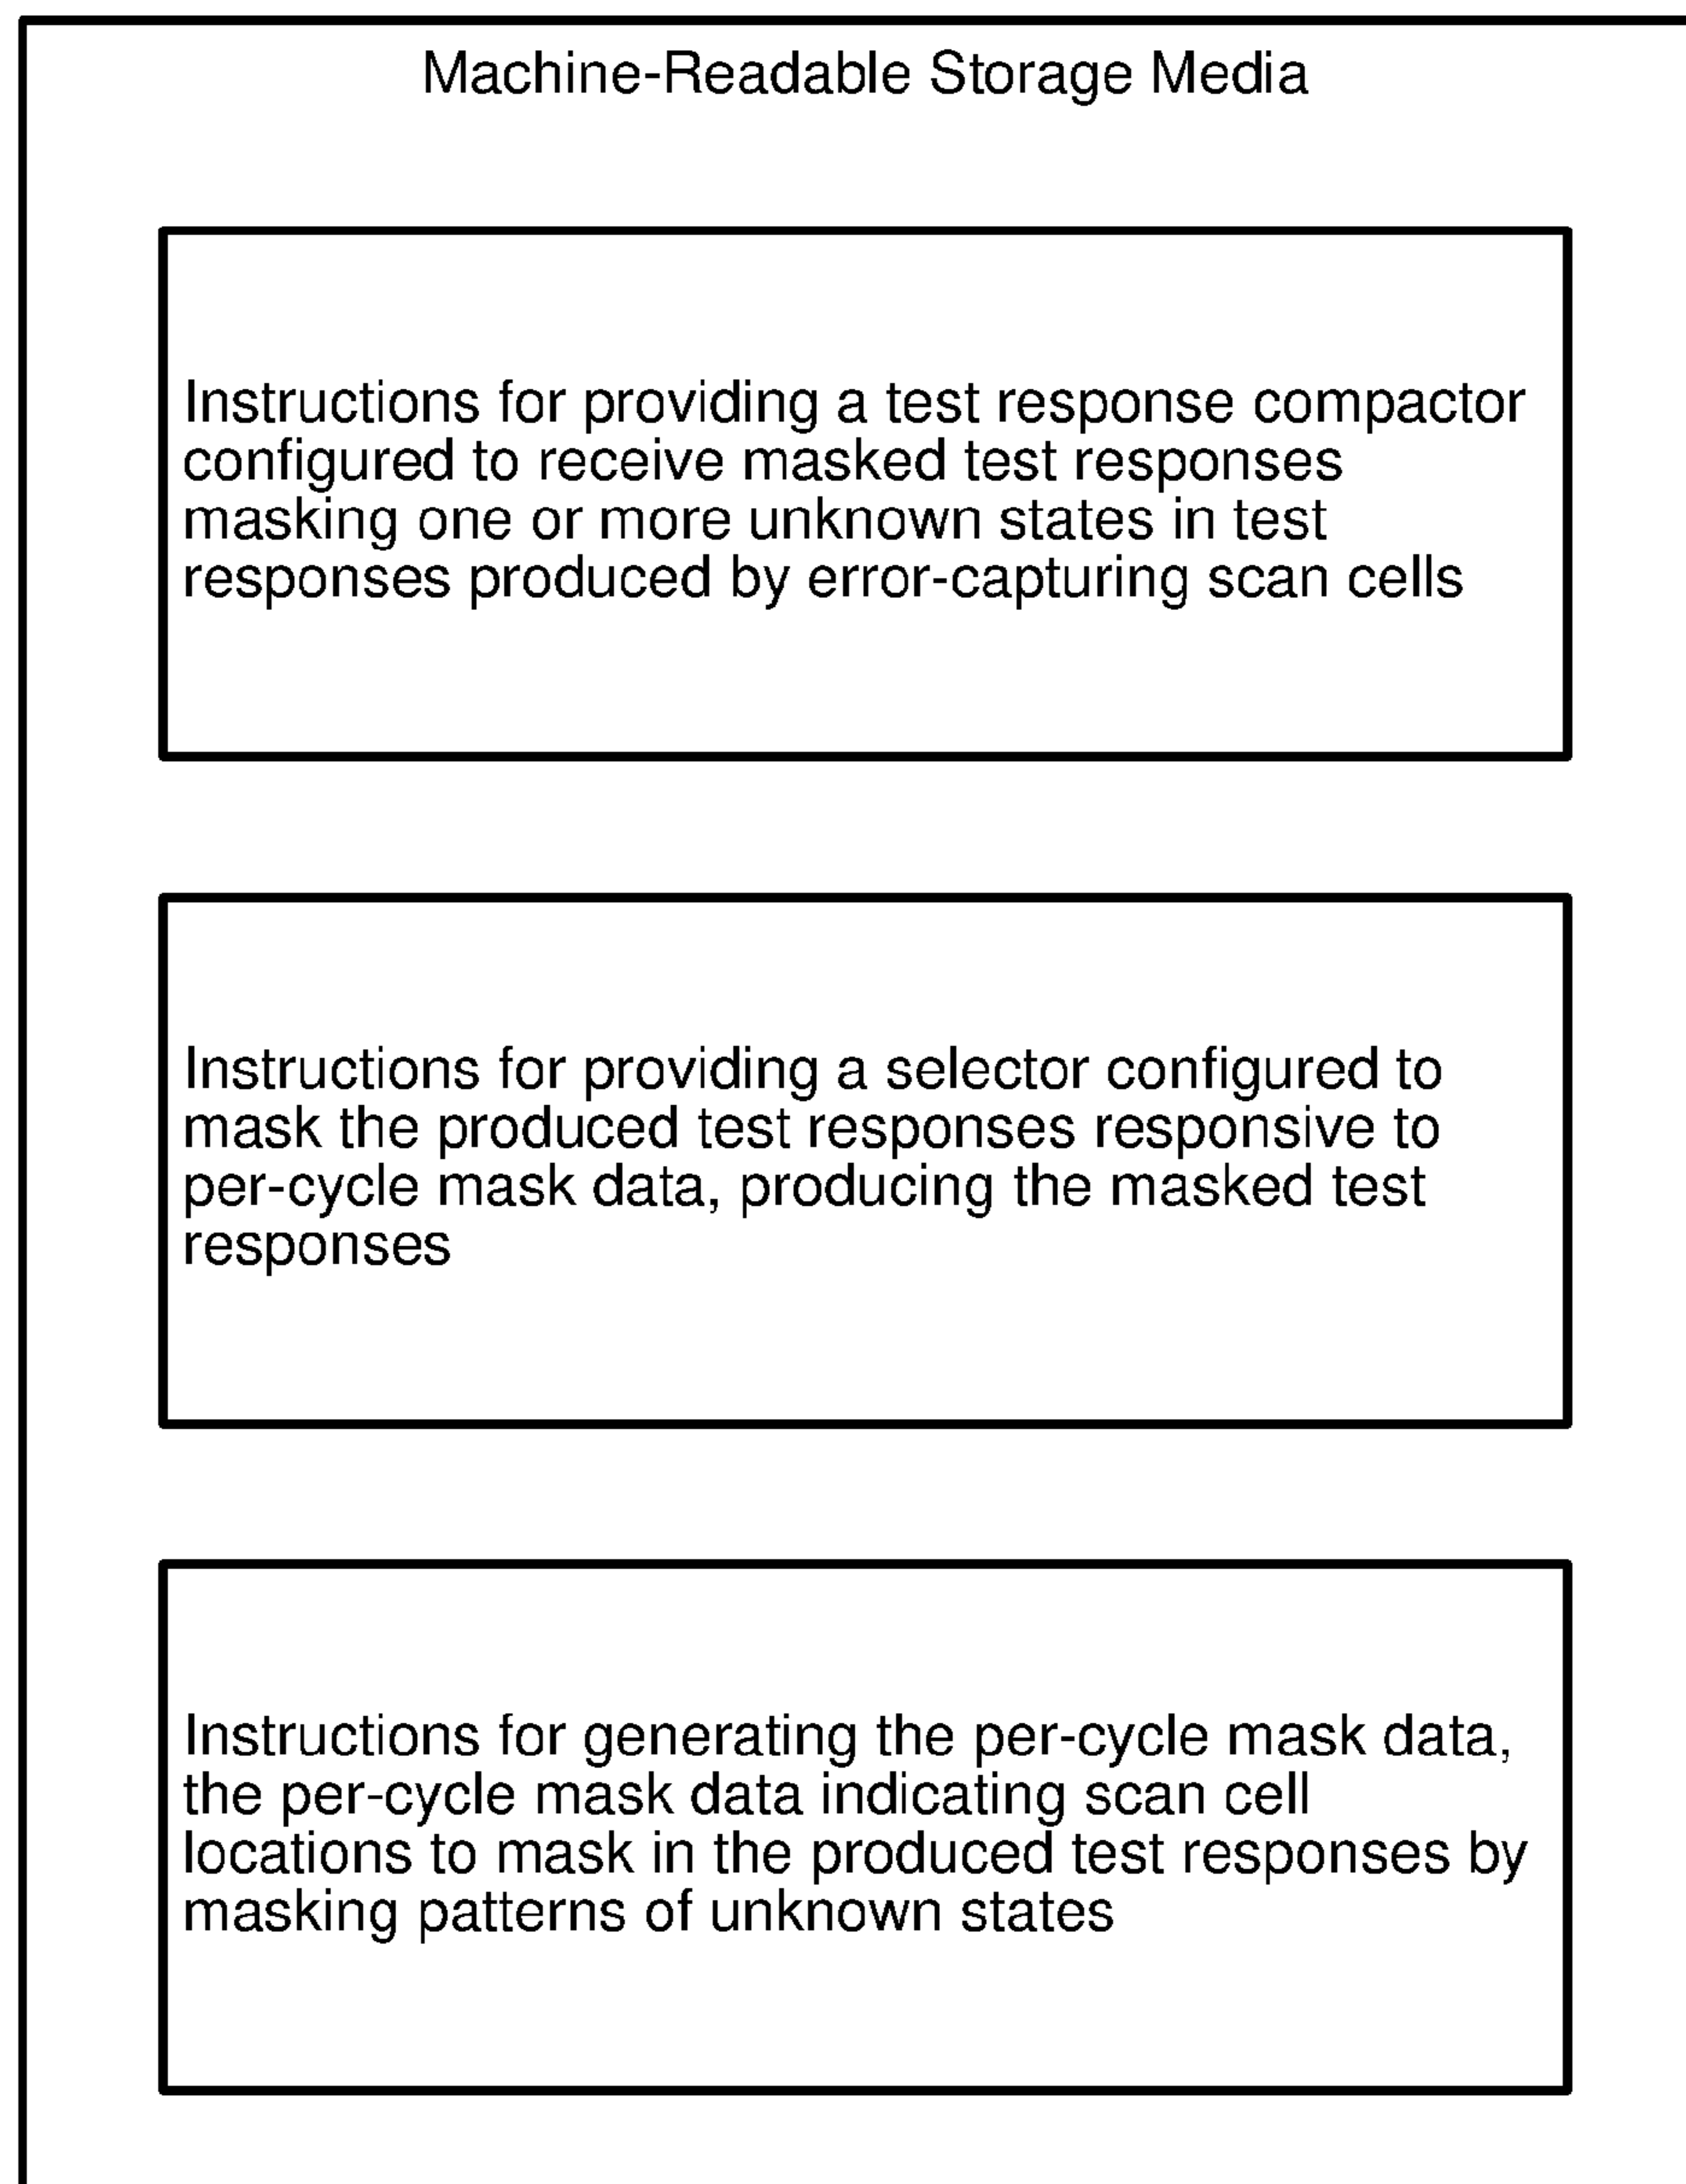 Machine-Readable Storage Media
Instructions for providing a test response compactor
configured to receive masked test responses
masking one or more unknown states in test
responses produced by error-capturing scan cells
Instructions for providing a selector configured to
mask the produced test responses responsive to
per-cycle mask data, producing the masked test
responses
Instructions for generating the per-cycle mask data,
the per-cycle mask data indicating scan cell
locations to mask in the produced test responses by
masking patterns of unknown states